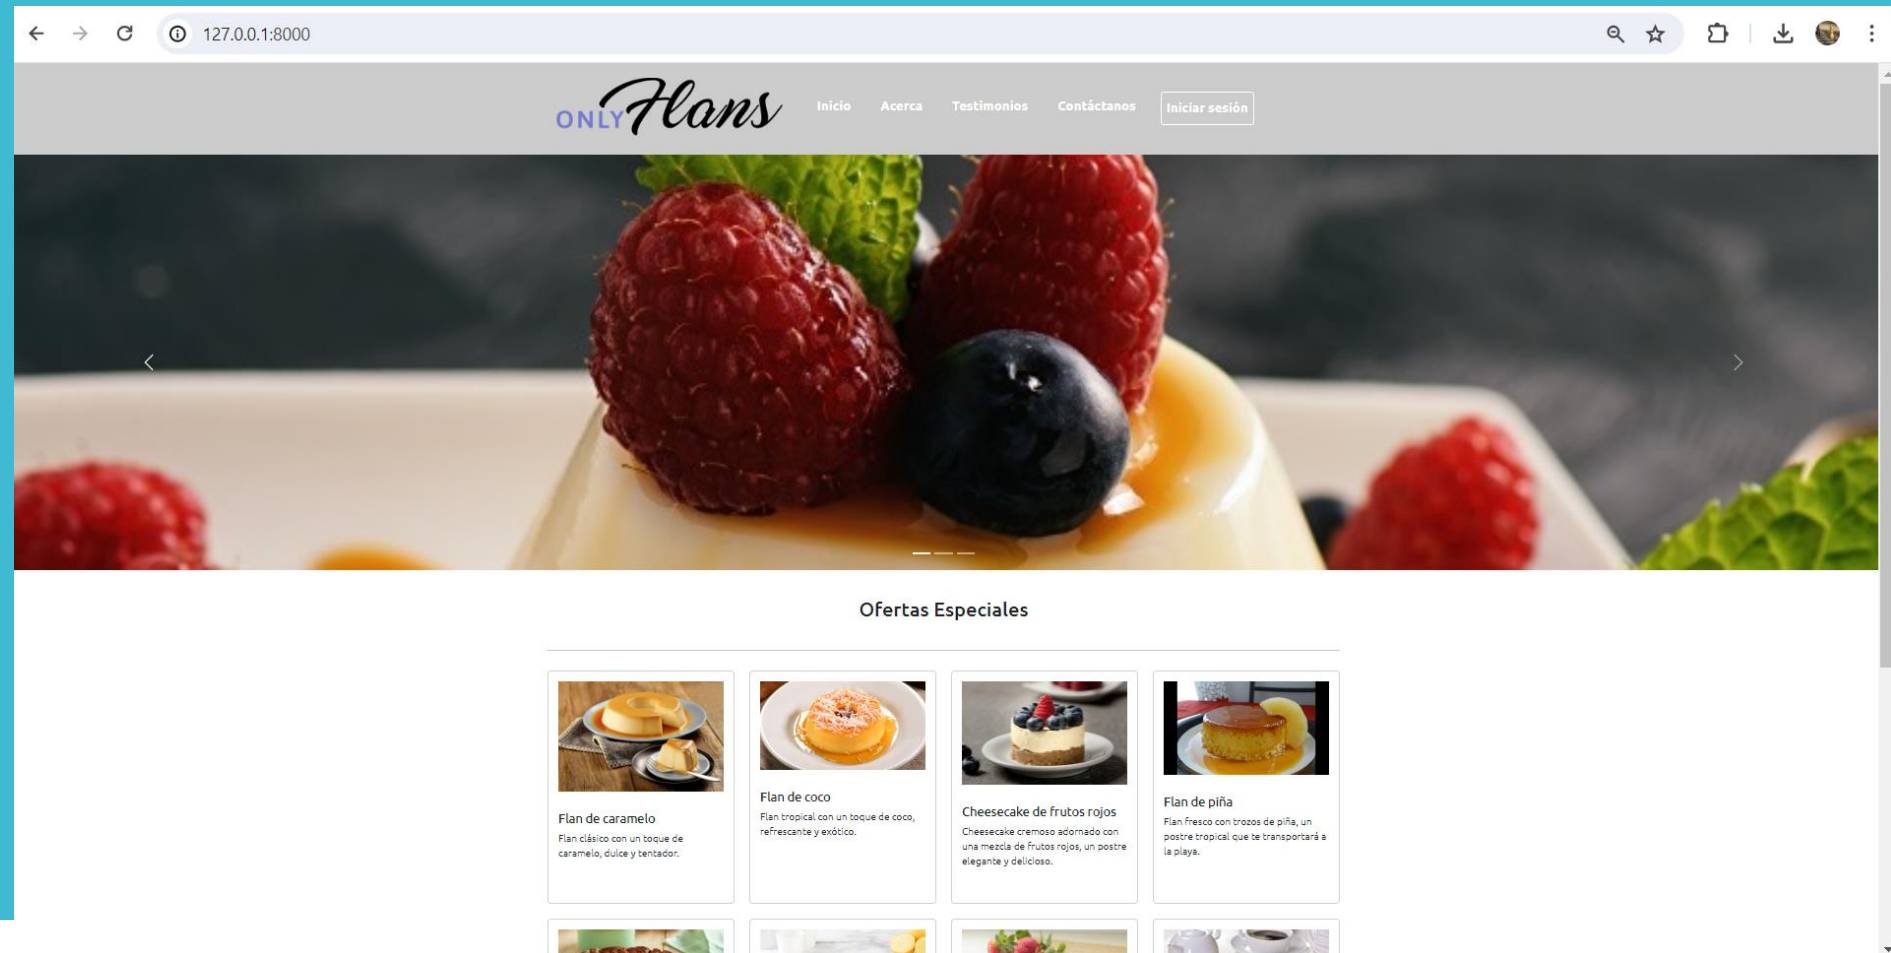 127.0.0.1:8000
ONLY Flans
Inicio Acerca Testimonios Contáctanos Iniciar sesión
Ofertas Especiales
Flan de caramelo
Flan clásico con un toque de
caramelo, dulce y tentador.
Flan de coco
Flan tropical con un toque de coco,
refrescante y exótico.
Cheesecake de frutos rojos
Cheesecake cremoso adornado con
una mezcla de frutos rojos, un postre
elegante y delicioso.
Flan de piña
Flan fresco con trozos de piña, un
postre tropical que te transportará a
la playa.